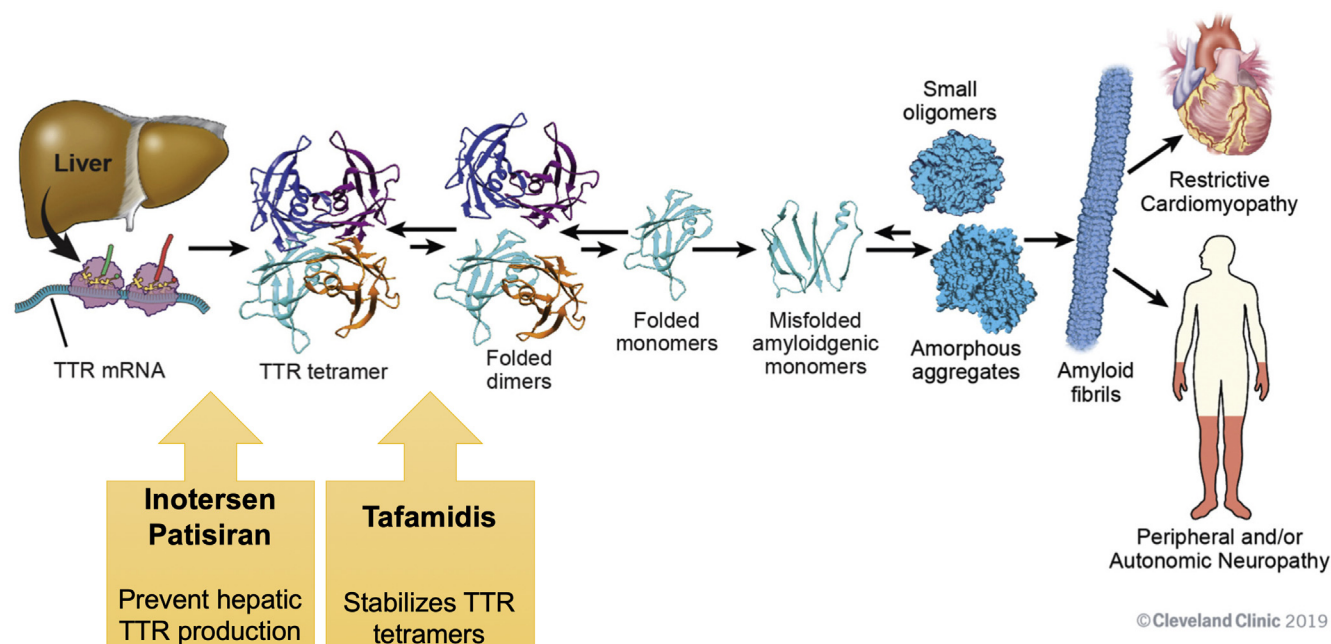 Liver
TTR mRNA
TTR tetramer
Folded
dimers
Folded
monomers
Misfolded
amyloidgenic
monomers
Small
oligomers
Amorphous
aggregates
Amyloid
fibrils
Restrictive
Cardiomyopathy
Peripheral and/or
Autonomic Neuropathy
Inotersen
Patisiran
Prevent hepatic
TTR production
Tafamidis
Stabilizes TTR
tetramers
©Cleveland Clinic 2019